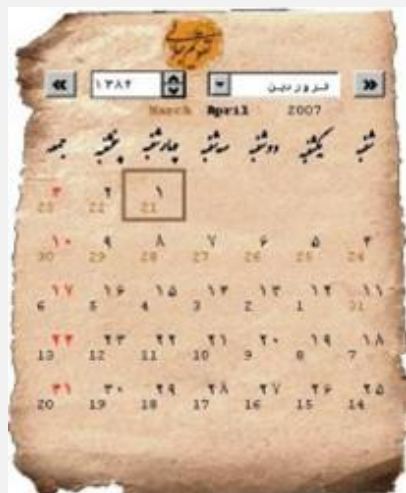 فروردین ۱۳۸۶
March April 2007
شنبه یکشنبه دوشنبه سه‌شنبه چهارشنبه پنجشنبه جمعه
۱ ۲ ۳
21 22 23
۴ ۵ ۶ ۷ ۸ ۹ ۱۰
24 25 26 27 28 29 30
۱۱ ۱۲ ۱۳ ۱۴ ۱۵ ۱۶ ۱۷
31 1 2 3 4 5 6
۱۸ ۱۹ ۲۰ ۲۱ ۲۲ ۲۳ ۲۴
7 8 9 10 11 12 13
۲۵ ۲۶ ۲۷ ۲۸ ۲۹ ۳۰ ۳۱
14 15 16 17 18 19 20